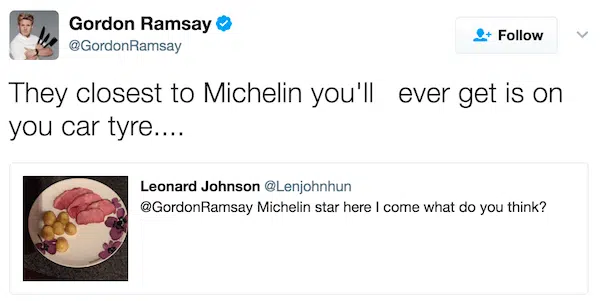 Gordon Ramsay
@GordonRamsay
Follow
They closest to Michelin you'll ever get is on
you car tyre....
Leonard Johnson @Lenjohnhun
@GordonRamsay Michelin star here I come what do you think?